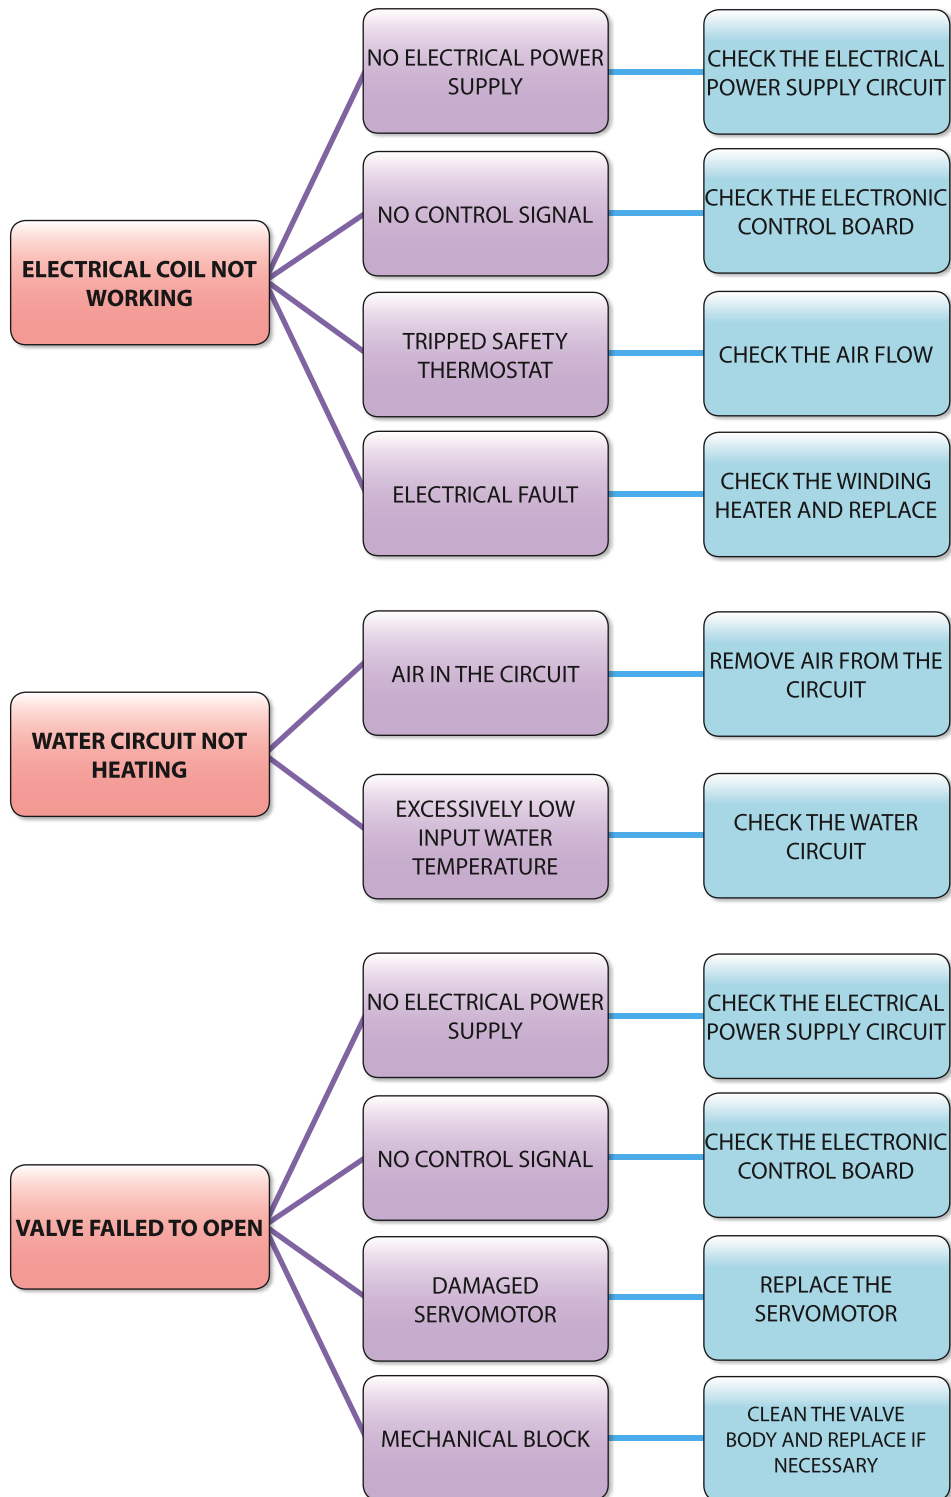 NO ELECTRICAL POWER
SUPPLY
CHECK THE ELECTRICAL
POWER SUPPLY CIRCUIT
NO CONTROL SIGNAL
CHECK THE ELECTRONIC
CONTROL BOARD
ELECTRICAL COIL NOT
WORKING
TRIPPED SAFETY
THERMOSTAT
CHECK THE AIR FLOW
ELECTRICAL FAULT
CHECK THE WINDING
HEATER AND REPLACE
AIR IN THE CIRCUIT
REMOVE AIR FROM THE
CIRCUIT
WATER CIRCUIT NOT
HEATING
EXCESSIVELY LOW
INPUT WATER
TEMPERATURE
CHECK THE WATER
CIRCUIT
NO ELECTRICAL POWER
SUPPLY
CHECK THE ELECTRICAL
POWER SUPPLY CIRCUIT
NO CONTROL SIGNAL
CHECK THE ELECTRONIC
CONTROL BOARD
VALVE FAILED TO OPEN
DAMAGED
SERVOMOTOR
REPLACE THE
SERVOMOTOR
MECHANICAL BLOCK
CLEAN THE VALVE
BODY AND REPLACE IF
NECESSARY